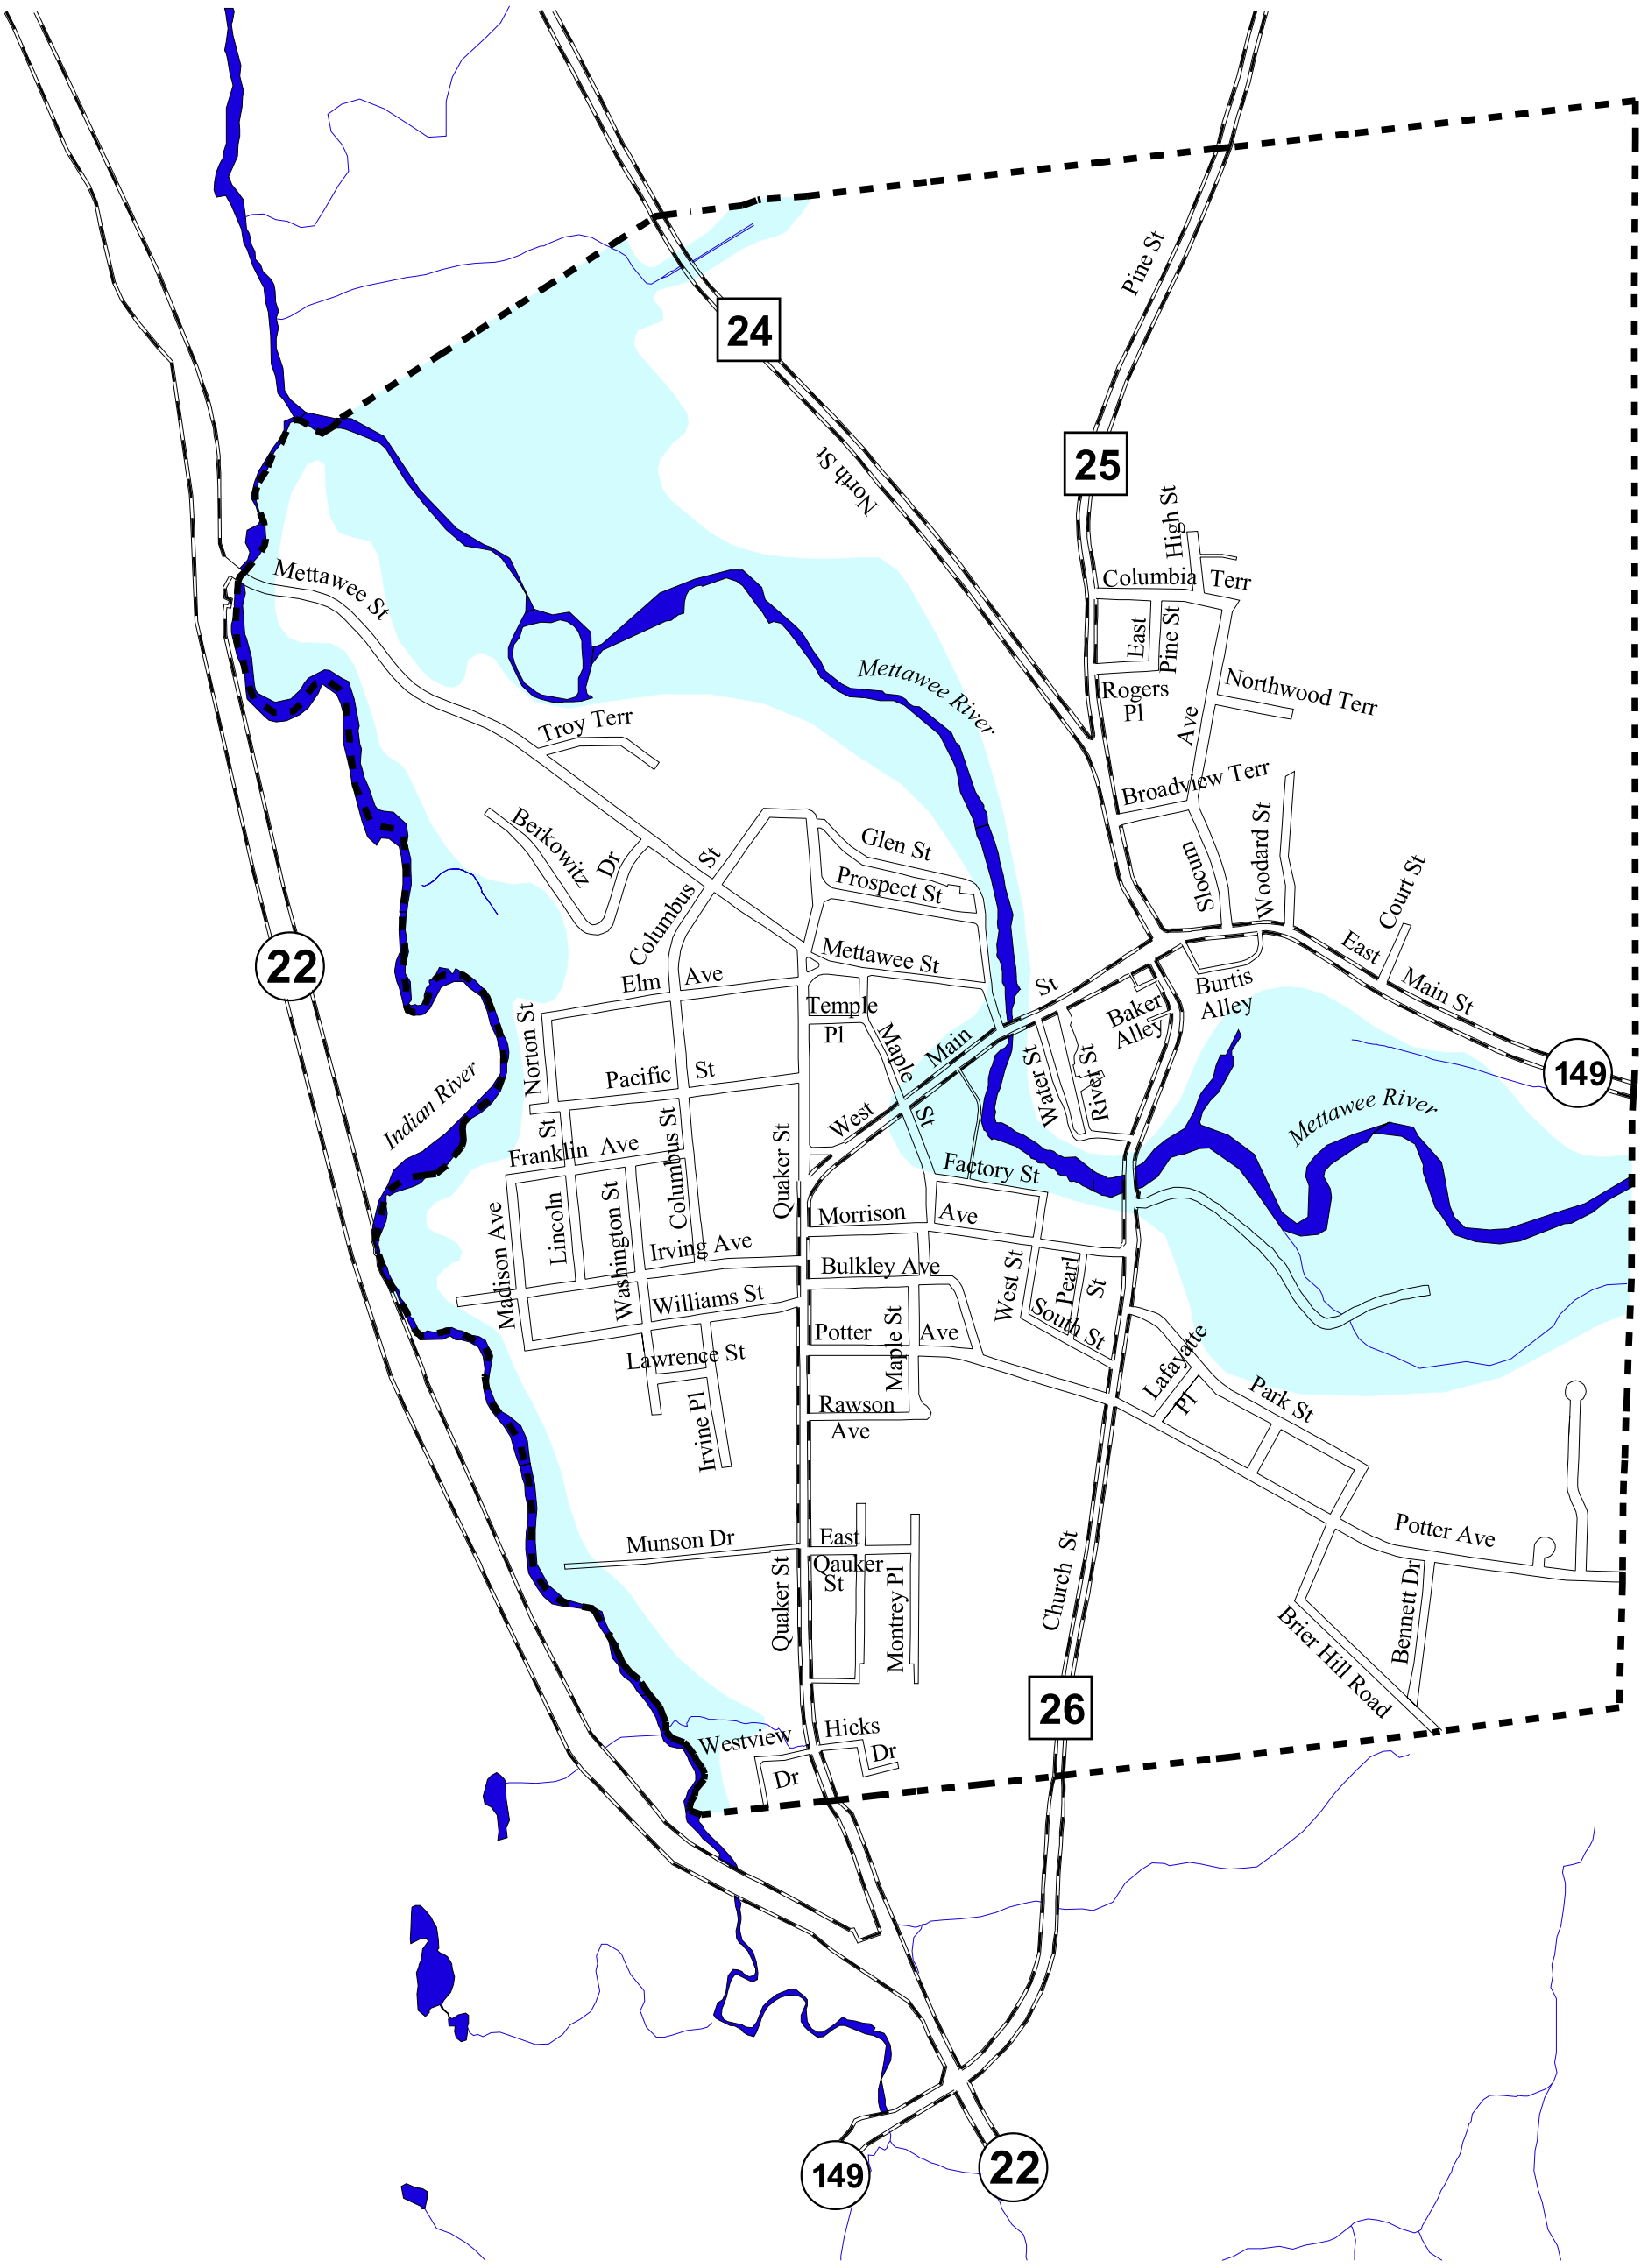 Pine St
24
25
North St
High St
Columbia Terr
East
Pine St
Mettawee St
Mettawee River
Rogers
Pl
Northwood Terr
Ave
Troy Terr
Broadview Terr
Berkowitz
Dr
Columbus St
Glen St
Prospect St
Slocum
Woodard St
Court St
22
Mettawee St
East
Main St
Elm Ave
St
Burtis
Alley
Baker
Alley
Temple
Pl
Maple
St
West
Main
Norton St
Pacific St
Water St
River St
149
Indian River
Mettawee River
Franklin Ave
Lincoln
St
Columbus St
Quaker St
Factory St
Washington St
Madison Ave
Morrison Ave
Irving Ave
Bulkley Ave
West St
Pearl
St
Williams St
South St
Potter Ave
Maple St
Lawrence St
Lafayatte
Pl
Park St
Irvine Pl
Rawson
Ave
Munson Dr
East
Qauker
St
Potter Ave
Quaker St
Montrey Pl
Church St
Bennett Dr
Brier Hill Road
26
Westview
Dr
Hicks
Dr
149
22